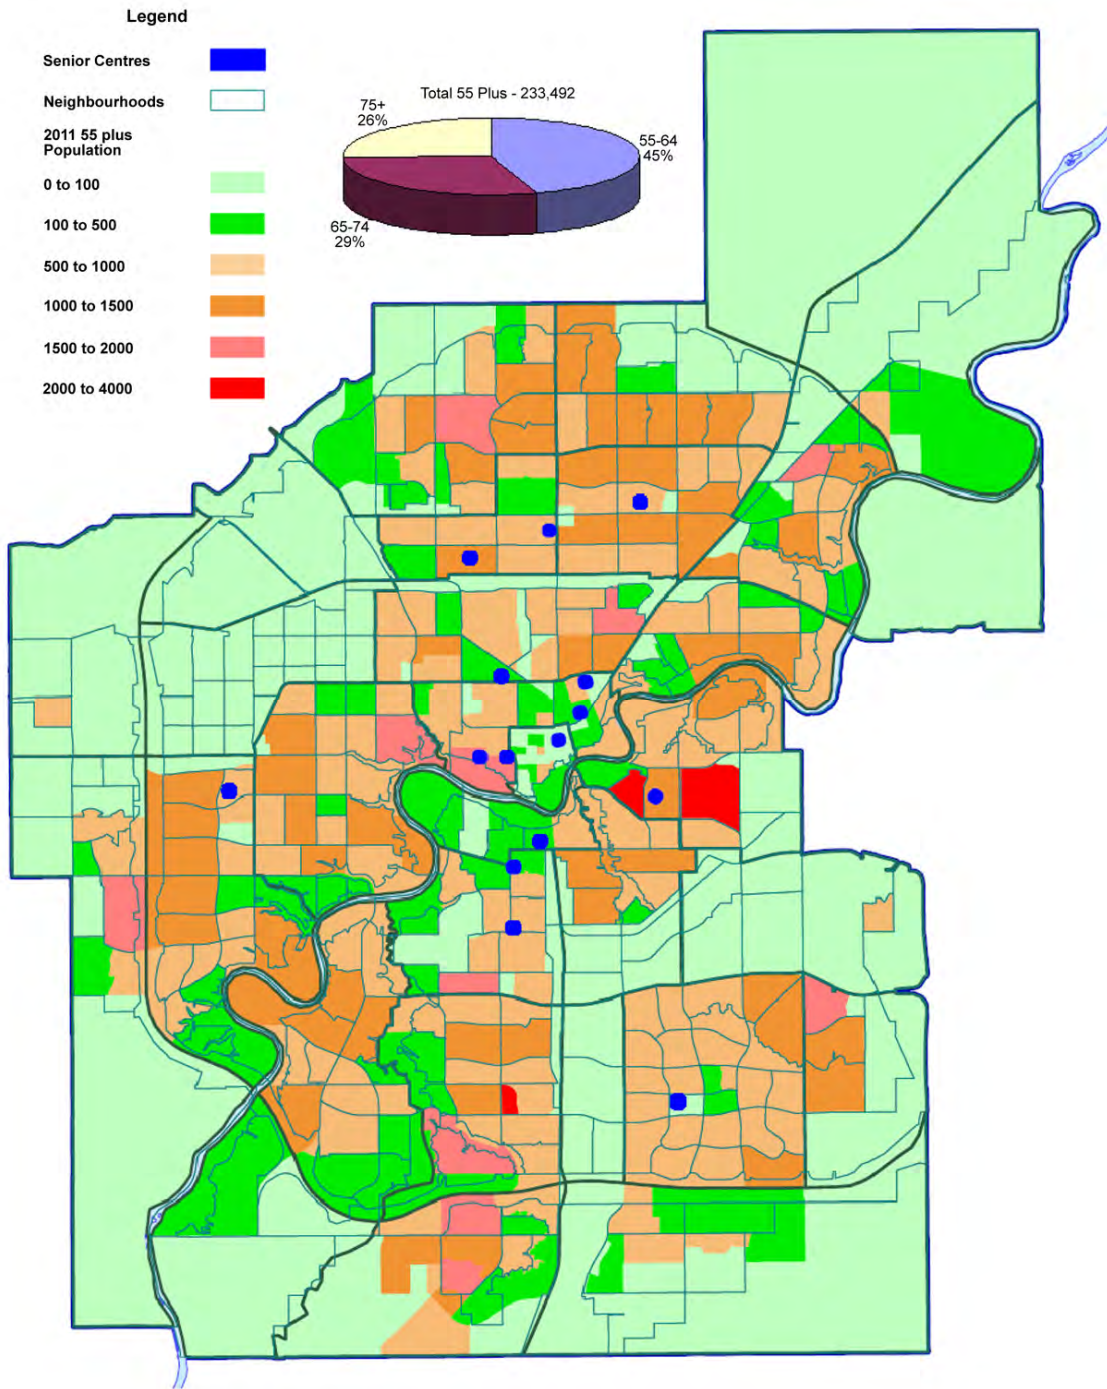 Legend
Senior Centres
Neighbourhoods
2011 55 plus
Population
0 to 100
100 to 500
500 to 1000
1000 to 1500
1500 to 2000
2000 to 4000
Total 55 Plus - 233,492
75+
26%
55-64
45%
65-74
29%